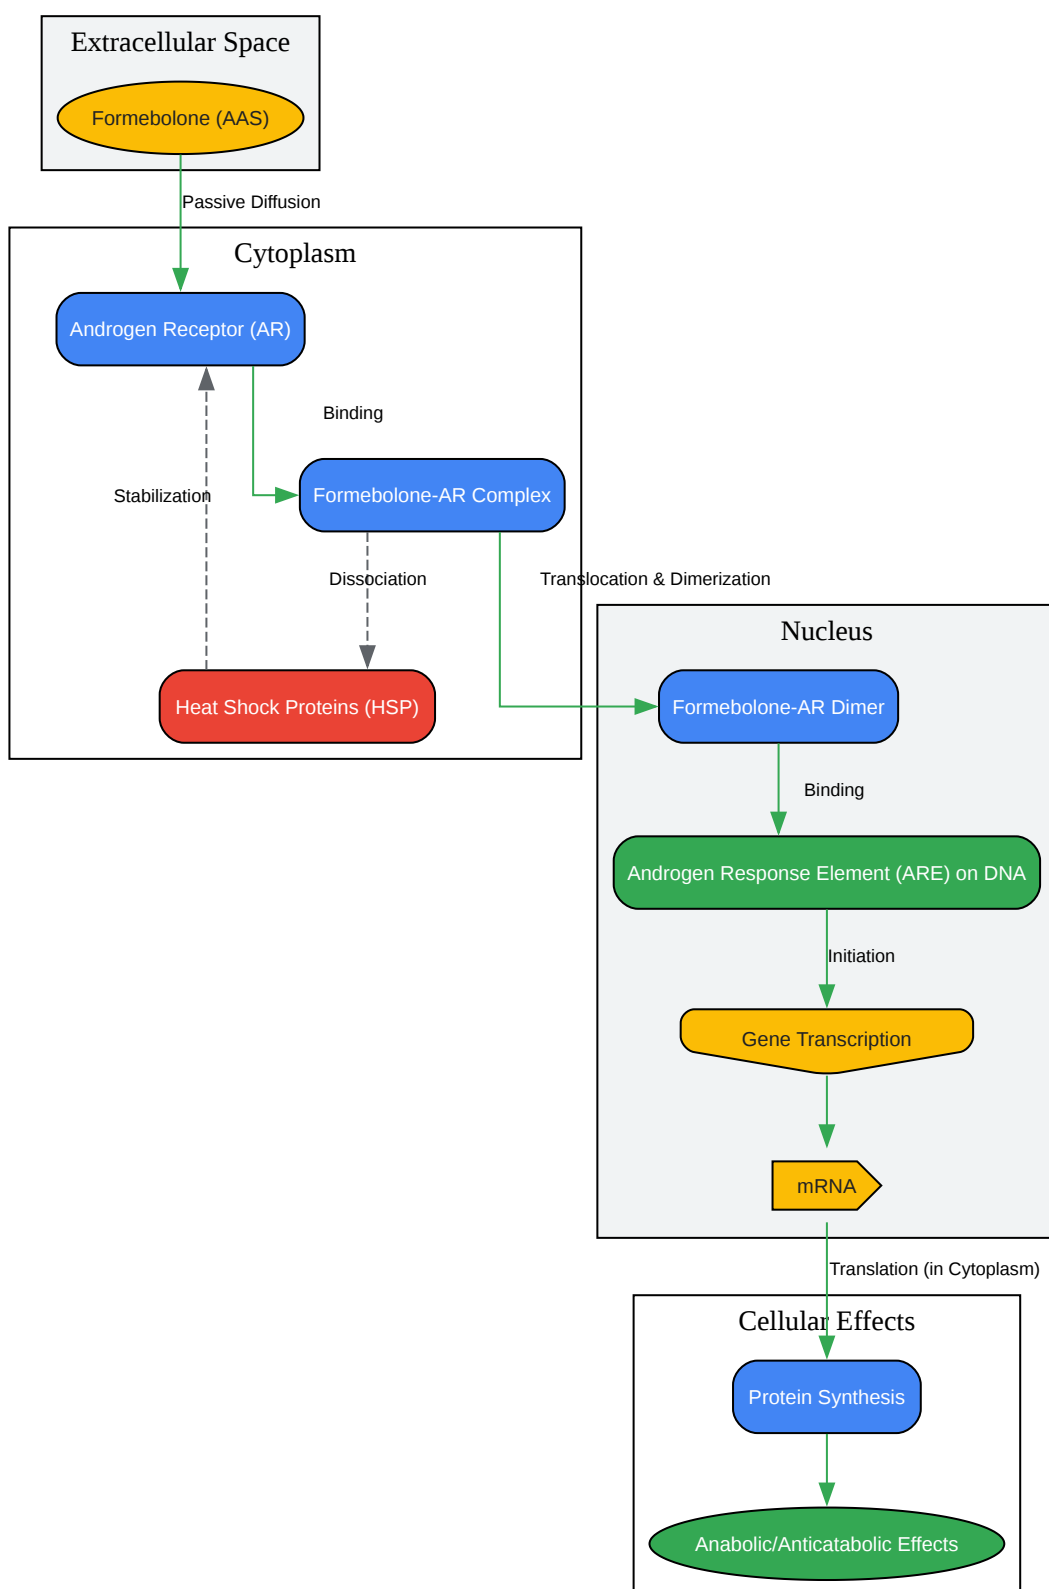 Extracellular Space
Formebolone (AAS)
Passive Diffusion
Cytoplasm
Androgen Receptor (AR)
Binding
Stabilization
Formebolone-AR Complex
Dissociation
Translocation & Dimerization
Heat Shock Proteins (HSP)
Nucleus
Formebolone-AR Dimer
Binding
Androgen Response Element (ARE) on DNA
Initiation
Gene Transcription
mRNA
Translation (in Cytoplasm)
Cellular Effects
Protein Synthesis
Anabolic/Anticatabolic Effects